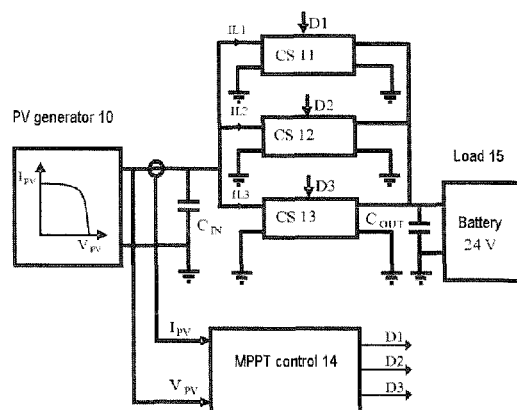 D1
IL1
CS 11
PV generator 10
D2
IL2
CS 12
Load 15
D3
IL3
CS 13
I PV
V PV
C IN
C OUT
Battery
24 V
I PV
MPPT control 14
V PV
D1
D2
D3